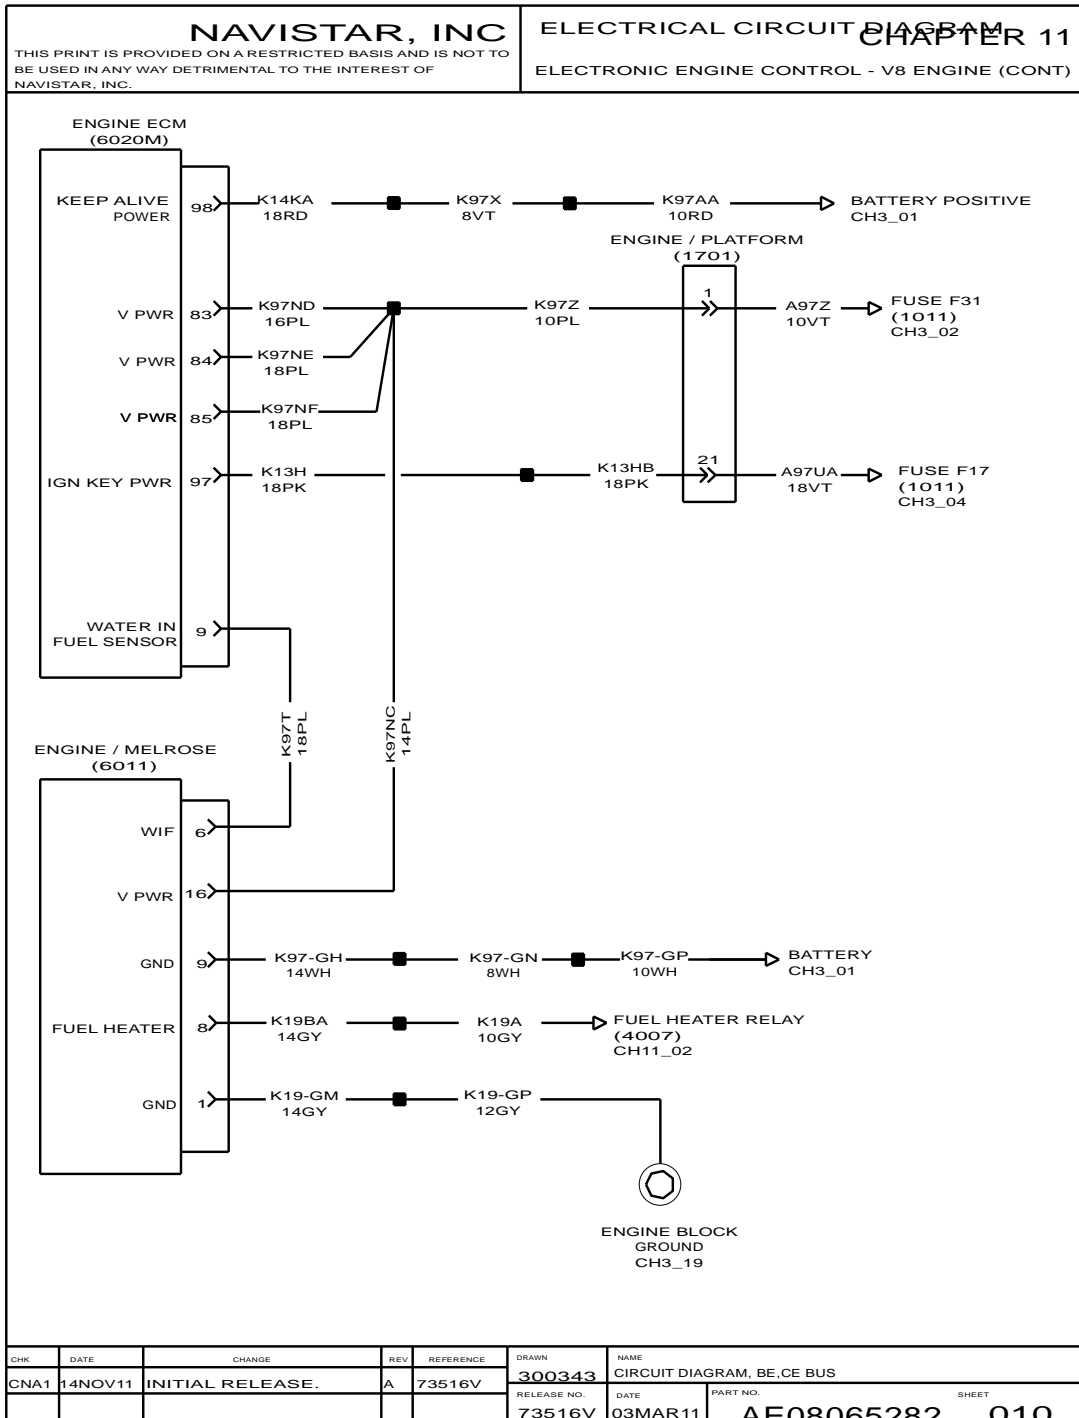 NAVISTAR, INC
THIS PRINT IS PROVIDED ON A RESTRICTED BASIS AND IS NOT TO
BE USED IN ANY WAY DETRIMENTAL TO THE INTEREST OF
NAVISTAR, INC.
ELECTRICAL CIRCUIT DIAGRAM
CHAPTER 11
ELECTRONIC ENGINE CONTROL - V8 ENGINE (CONT)
ENGINE ECM
(6020M)
KEEP ALIVE
POWER
98
K14KA
18RD
K97X
8VT
K97AA
10RD
BATTERY POSITIVE
CH3_01
ENGINE / PLATFORM
(1701)
V PWR
83
K97ND
16PL
K97Z
10PL
1
A97Z
10VT
FUSE F31
(1011)
CH3_02
V PWR
84
K97NE
18PL
V PWR
85
K97NF
18PL
IGN KEY PWR
97
K13H
18PK
K13HB
18PK
21
A97UA
18VT
FUSE F17
(1011)
CH3_04
WATER IN
FUEL SENSOR
9
K97T
18PL
K97NC
14PL
ENGINE / MELROSE
(6011)
WIF
6
V PWR
16
GND
9
K97-GH
14WH
K97-GN
8WH
K97-GP
10WH
BATTERY
CH3_01
FUEL HEATER
8
K19BA
14GY
K19A
10GY
FUEL HEATER RELAY
(4007)
CH11_02
GND
1
K19-GM
14GY
K19-GP
12GY
ENGINE BLOCK
GROUND
CH3_19
CHK DATE CHANGE REV REFERENCE
CNA1 14NOV11 INITIAL RELEASE. A 73516V
DRAWN
300343
NAME
CIRCUIT DIAGRAM, BE,CE BUS
RELEASE NO.
73516V
DATE
03MAR11
PART NO.
AE08065282
SHEET
010